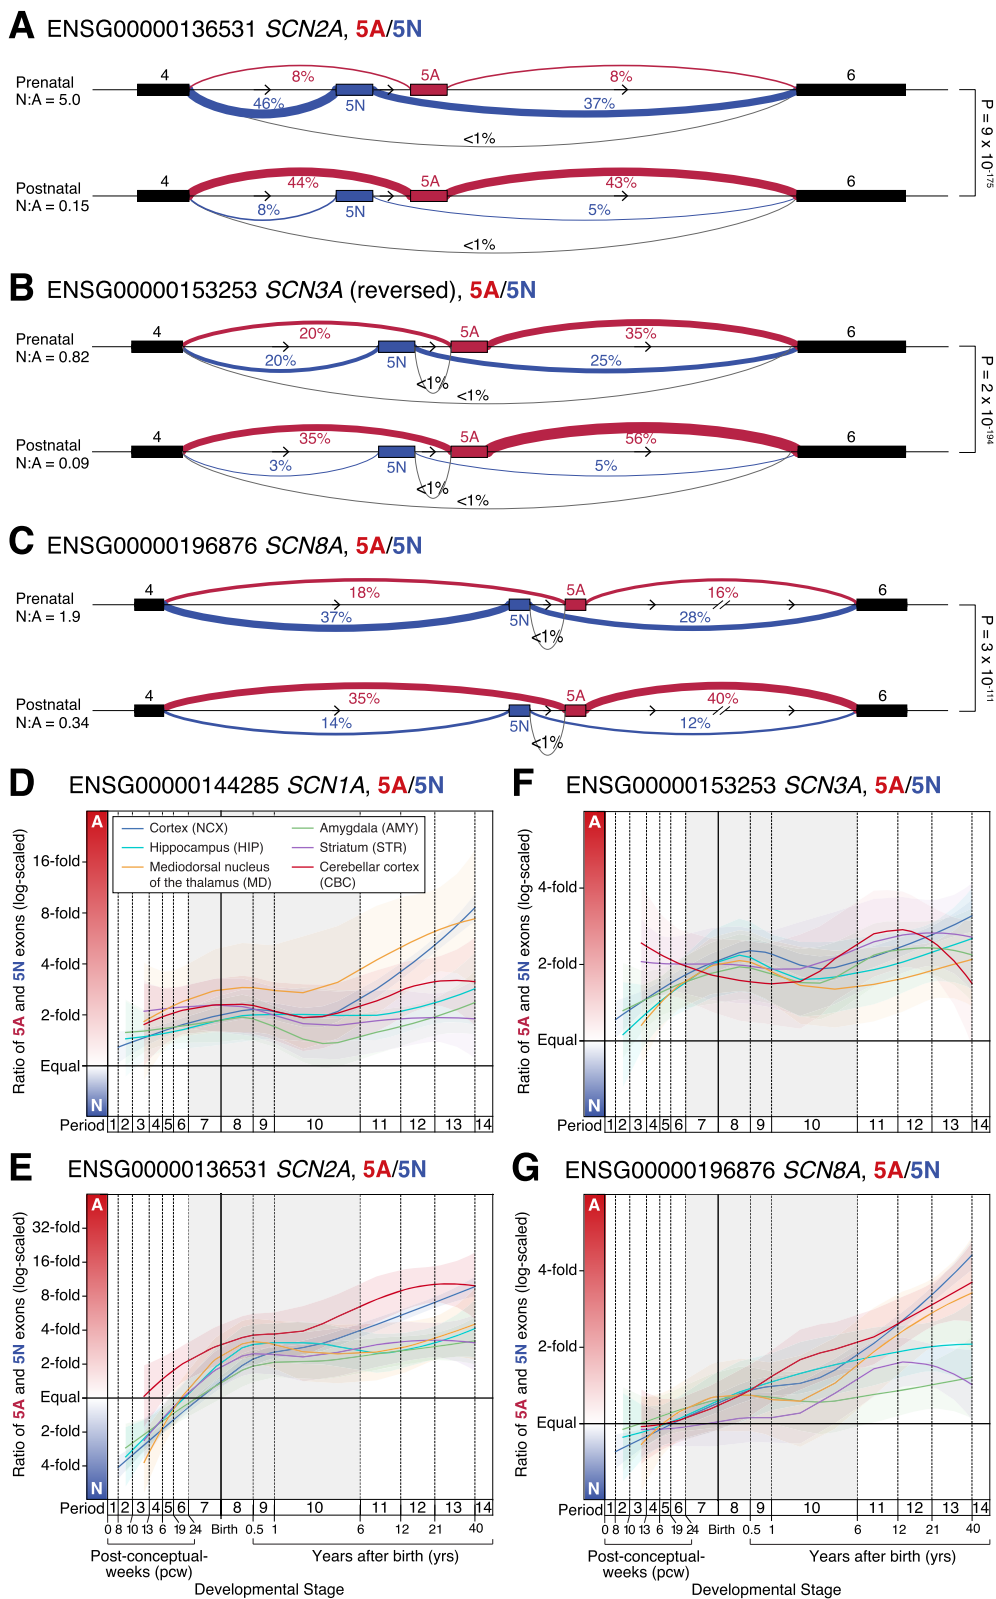 A ENSG00000136531 SCN2A, 5A/5N
Prenatal
N:A = 5.0
4 8% 5A 8% 6
46% 5N 37%
<1%
Postnatal
N:A = 0.15
4 44% 5A 43% 6
8% 5N 5%
<1%
P = 9 x 10-175
B ENSG00000153253 SCN3A (reversed), 5A/5N
Prenatal
N:A = 0.82
4 20% 5A 35% 6
20% 5N 25%
<1% <1%
Postnatal
N:A = 0.09
4 35% 5A 56% 6
3% 5N 5%
<1% <1%
P = 2 x 10-194
C ENSG00000196876 SCN8A, 5A/5N
Prenatal
N:A = 1.9
4 18% 5A 16% 6
37% 5N 28%
<1%
Postnatal
N:A = 0.34
4 35% 5A 40% 6
14% 5N 12%
<1%
P = 3 x 10-111
D ENSG00000144285 SCN1A, 5A/5N
Ratio of 5A and 5N exons (log-scaled)
A
Cortex (NCX)
Hippocampus (HIP)
Mediodorsal nucleus
of the thalamus (MD)
Amygdala (AMY)
Striatum (STR)
Cerebellar cortex
(CBC)
16-fold
8-fold
4-fold
2-fold
Equal
N
Period 1 2 3 4 5 6 7 8 9 10 11 12 13 14
F ENSG00000153253 SCN3A, 5A/5N
Ratio of 5A and 5N exons (log-scaled)
A
4-fold
2-fold
Equal
N
Period 1 2 3 4 5 6 7 8 9 10 11 12 13 14
E ENSG00000136531 SCN2A, 5A/5N
Ratio of 5A and 5N exons (log-scaled)
A
32-fold
16-fold
8-fold
4-fold
2-fold
Equal
2-fold
4-fold
N
Period 1 2 3 4 5 6 7 8 9 10 11 12 13 14
0 8 10 13 16 19 24 Birth 0.5 1 6 12 21 40
Post-conceptual-
weeks (pcw)
Years after birth (yrs)
Developmental Stage
G ENSG00000196876 SCN8A, 5A/5N
Ratio of 5A and 5N exons (log-scaled)
A
4-fold
2-fold
Equal
N
Period 1 2 3 4 5 6 7 8 9 10 11 12 13 14
0 8 10 13 16 19 24 Birth 0.5 1 6 12 21 40
Post-conceptual-
weeks (pcw)
Years after birth (yrs)
Developmental Stage